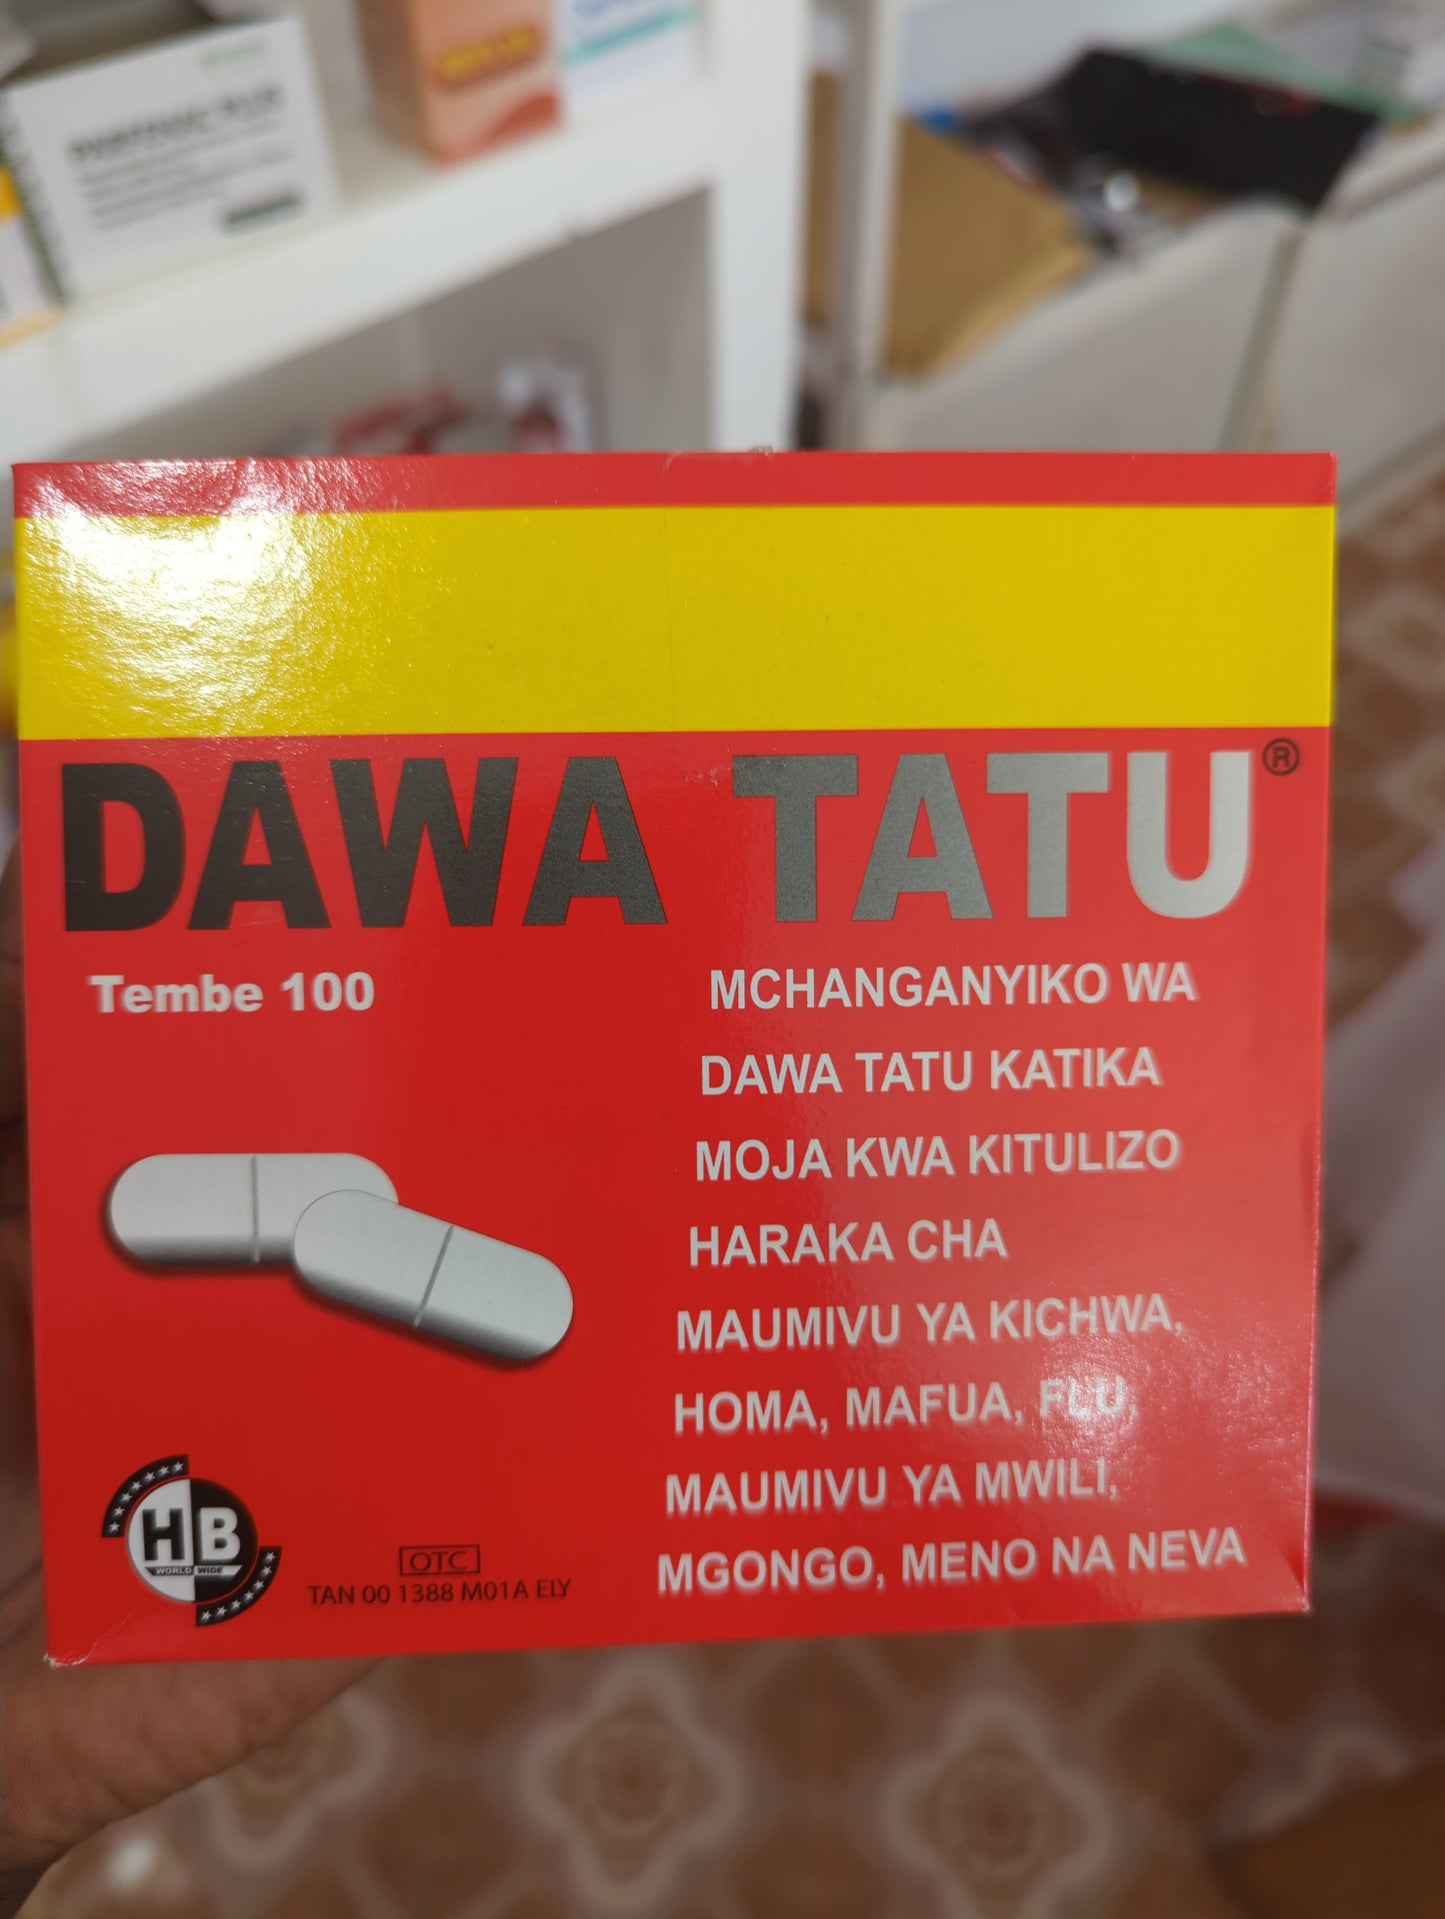 DAWA TATU®
Tembe 100
MCHANGANYIKO WA
DAWA TATU KATIKA
MOJA KWA KITULIZO
HARAKA CHA
MAUMIVU YA KICHWA,
HOMA, MAFUA, FLU,
MAUMIVU YA MWILI,
MGONGO, MENO NA NEVA
HB
WORLD WIDE
OTC
TAN 00 1388 M01A ELY